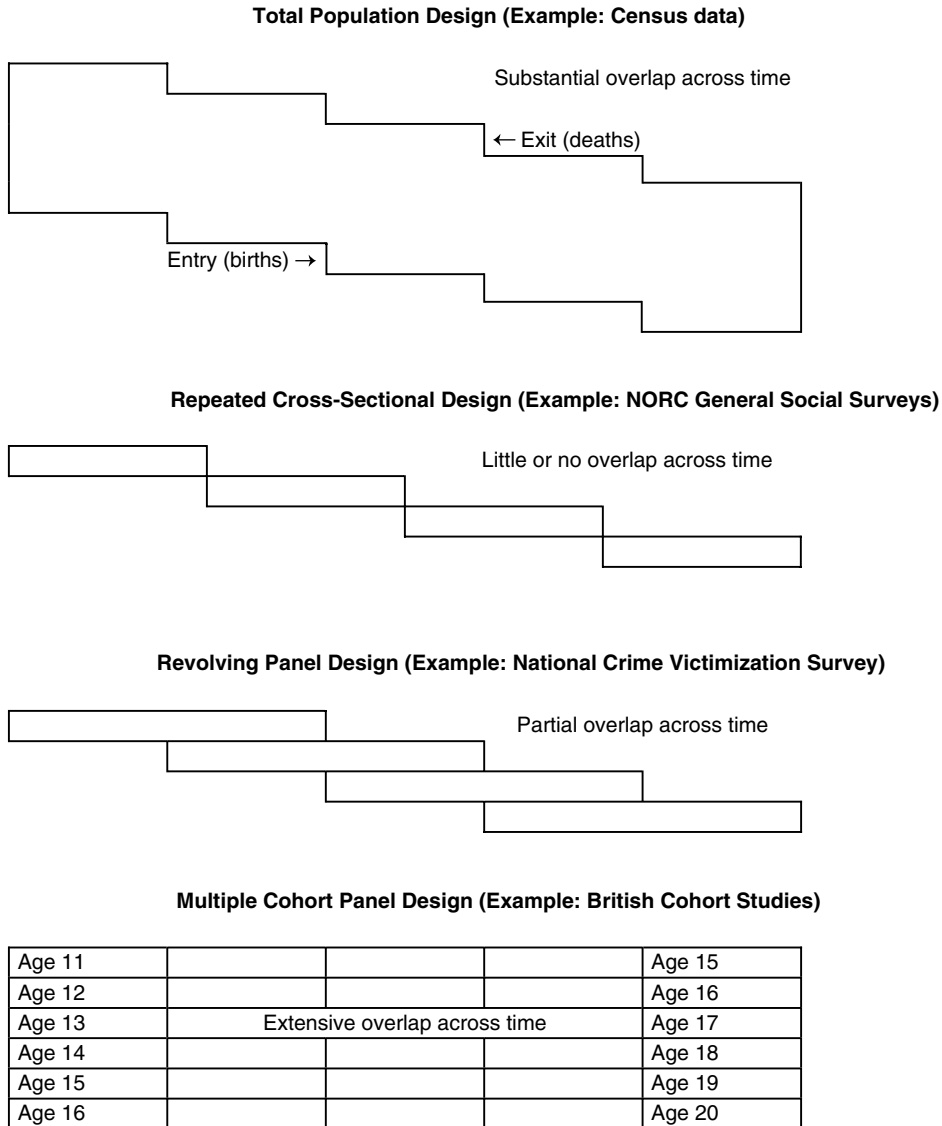 Total Population Design (Example: Census data)
Substantial overlap across time
← Exit (deaths)
Entry (births) →
Repeated Cross-Sectional Design (Example: NORC General Social Surveys)
Little or no overlap across time
Revolving Panel Design (Example: National Crime Victimization Survey)
Partial overlap across time
Multiple Cohort Panel Design (Example: British Cohort Studies)
Age 11 Age 15
Age 12 Age 16
Age 13 Extensive overlap across time Age 17
Age 14 Age 18
Age 15 Age 19
Age 16 Age 20